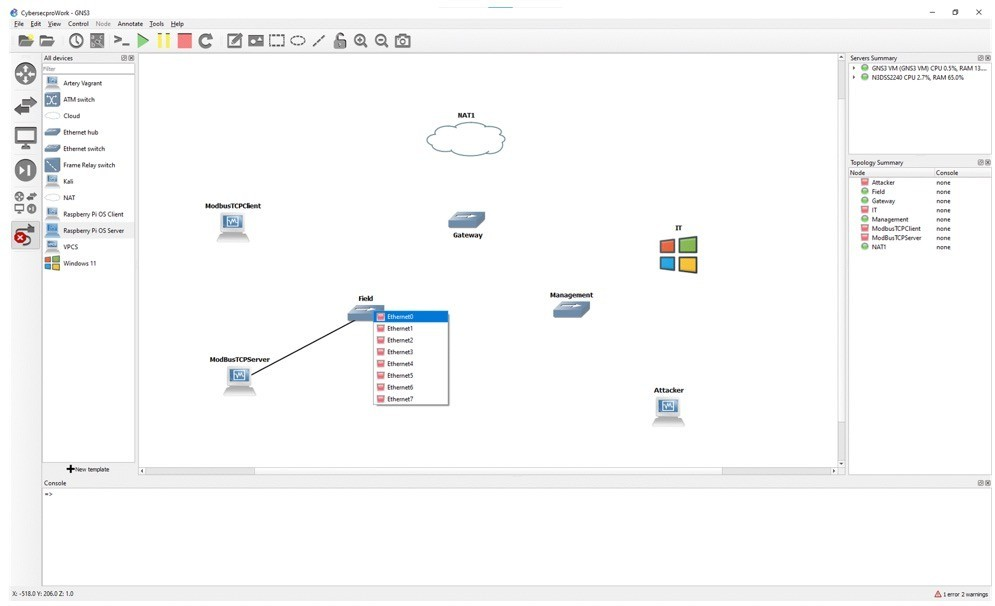 CybersecproWork - GNS3
File Edit View Control Node Annotate Tools Help
All devices
Filter
Artery Vagrant
ATM switch
Cloud
Ethernet hub
Ethernet switch
Frame Relay switch
Kali
NAT
Raspberry Pi OS Client
Raspberry Pi OS Server
VPCS
Windows 11
New template
NAT1
ModbusTCPClient
Gateway
IT
Field
Management
Ethernet0
Ethernet1
Ethernet2
Ethernet3
Ethernet4
Ethernet5
Ethernet6
Ethernet7
ModBusTCPServer
Attacker
Servers Summary
GNS3 VM (GNS3 VM) CPU 0.5%, RAM 13....
N3DSS2240 CPU 2.7%, RAM 65.0%
Topology Summary
Node Console
Attacker none
Field none
Gateway none
IT none
Management none
ModbusTCPClient none
ModBusTCPServer none
NAT1 none
Console
=>
X: -518.0 Y: 206.0 Z: 1.0
1 error 2 warnings